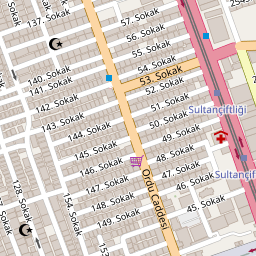 57. Sokak
137. Sokak
56. Sokak
55. Sokak
54. Sokak
53. Sokak
140. Sokak
52. Sokak
141. Sokak
51. Sokak
142. Sokak
Sultançiftliği
50. Sokak
143. Sokak
49. Sokak
144. Sokak
48. Sokak
145. Sokak
47. Sokak
146. Sokak
46. Sokak
Sultançiftl
147. Sokak
45. Sokak
148. Sokak
149. Sokak
Ordu Caddesi
128. Sokak
154. Sokak